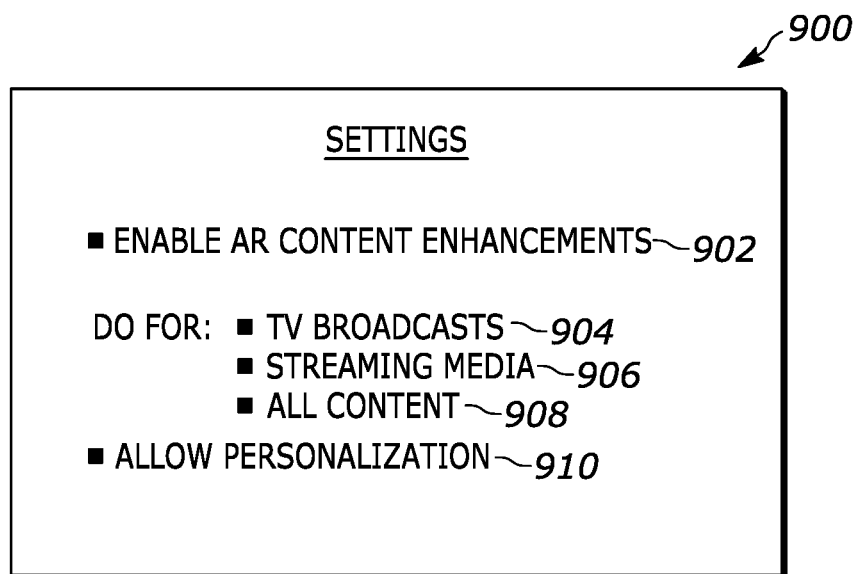 900
SETTINGS
■ ENABLE AR CONTENT ENHANCEMENTS 902
DO FOR: ■ TV BROADCASTS 904
■ STREAMING MEDIA 906
■ ALL CONTENT 908
■ ALLOW PERSONALIZATION 910